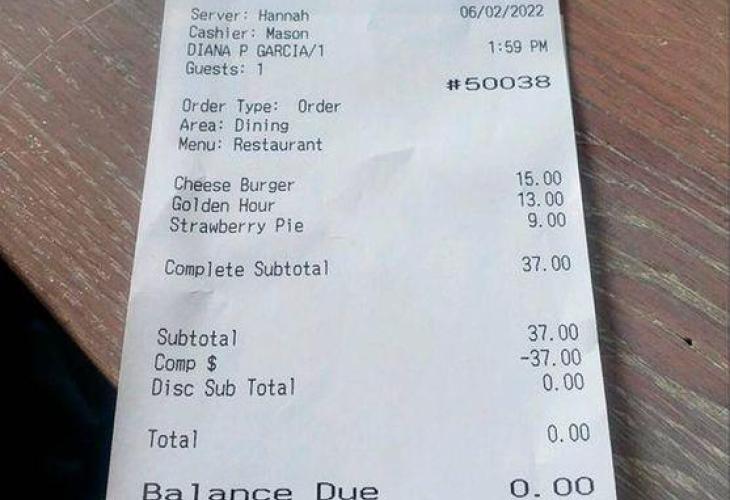 Server: Hannah 06/02/2022
Cashier: Mason
DIANA P GARCIA/1 1:59 PM
Guests: 1
#50038
Order Type: Order
Area: Dining
Menu: Restaurant
Cheese Burger 15.00
Golden Hour 13.00
Strawberry Pie 9.00
Complete Subtotal 37.00
Subtotal 37.00
Comp $ -37.00
Disc Sub Total 0.00
Total 0.00
Balance Due 0.00